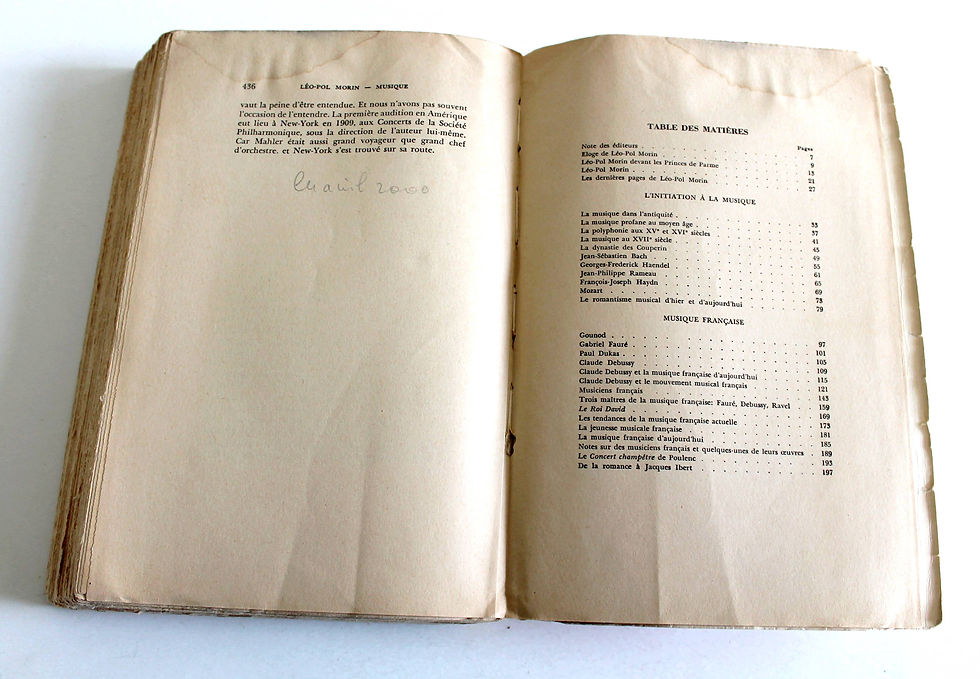 436 LÉO-POL MORIN — MUSIQUE
vaut la peine d'être entendue. Et nous n'avons pas souvent
l'occasion de l'entendre. La première audition en Amérique
eut lieu à New-York en 1909, aux Concerts de la Société
Philharmonique, sous la direction de l'auteur lui-même.
Car Mahler était aussi grand voyageur que grand chef
d'orchestre, et New-York s'est trouvé sur sa route.
2000
TABLE DES MATIÈRES
Pages
Note des éditeurs . . . . . 7
Eloge de Léo-Pol Morin . . . . . 9
Léo-Pol Morin devant les Princes de Parme . . . . . 13
Léo-Pol Morin . . . . . 21
Les dernières pages de Léo-Pol Morin . . . . . 27
L'INITIATION À LA MUSIQUE
La musique dans l'antiquité . . . . . 33
La musique profane au moyen âge . . . . . 37
La polyphonie aux XVe et XVIe siècles . . . . . 41
La musique au XVIIe siècle . . . . . 45
La dynastie des Couperin . . . . . 49
Jean-Sébastien Bach . . . . . 55
Georges-Frederick Haendel . . . . . 61
Jean-Philippe Rameau . . . . . 65
François-Joseph Haydn . . . . . 69
Mozart . . . . . 73
Le romantisme musical d'hier et d'aujourd'hui . . . . . 79
MUSIQUE FRANÇAISE
Gounod . . . . . 97
Gabriel Fauré . . . . . 101
Paul Dukas . . . . . 105
Claude Debussy . . . . . 109
Claude Debussy et la musique française d'aujourd'hui . . . . . 115
Claude Debussy et le mouvement musical français . . . . . 121
Musiciens français . . . . . 143
Trois maîtres de la musique française: Fauré, Debussy, Ravel . . 159
Le Roi David . . . . . 169
Les tendances de la musique française actuelle . . . . . 173
La jeunesse musicale française . . . . . 181
La musique française d'aujourd'hui . . . . . 185
Notes sur des musiciens français et quelques-unes de leurs œuvres . 189
Le Concert champêtre de Poulenc . . . . . 193
De la romance à Jacques Ibert . . . . . 197